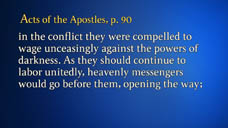 Acts of the Apostles, p. 90
in the conflict they were compelled to
wage unceasingly against the powers of
darkness. As they should continue to
labor unitedly, heavenly messengers
would go before them, opening the way;